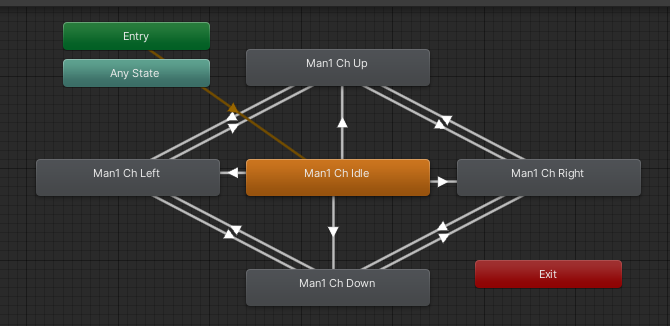 Entry
Any State
Man1 Ch Up
Man1 Ch Left
Man1 Ch Idle
Man1 Ch Right
Man1 Ch Down
Exit